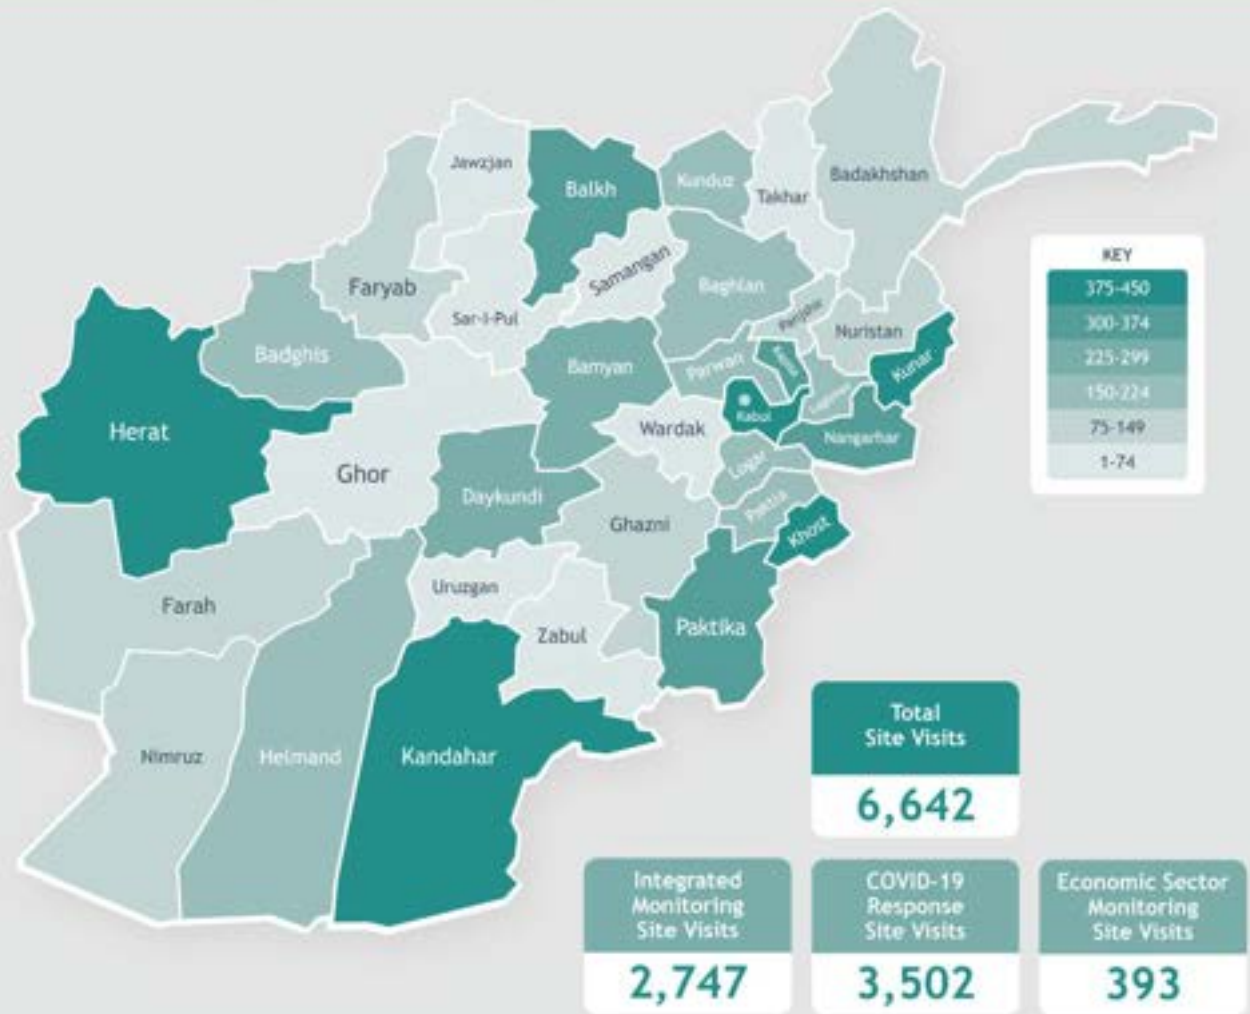 Jawzjan
Balkh
Kunduz
Takhar
Badakhshan
Faryab
Sar-I-Pul
Samangan
Baghlan
Panjshir
Nuristan
Badghis
Bamyan
Parwan
Kunar
Herat
Kabul
Wardak
Nangarhar
Ghor
Logar
Daykundi
Ghazni
Paktia
Khost
Uruzgan
Farah
Zabul
Paktika
Nimruz
Helmand
Kandahar
KEY
375-450
300-374
225-299
150-224
75-149
1-74
Total
Site Visits
6,642
Integrated
Monitoring
Site Visits
2,747
COVID-19
Response
Site Visits
3,502
Economic Sector
Monitoring
Site Visits
393